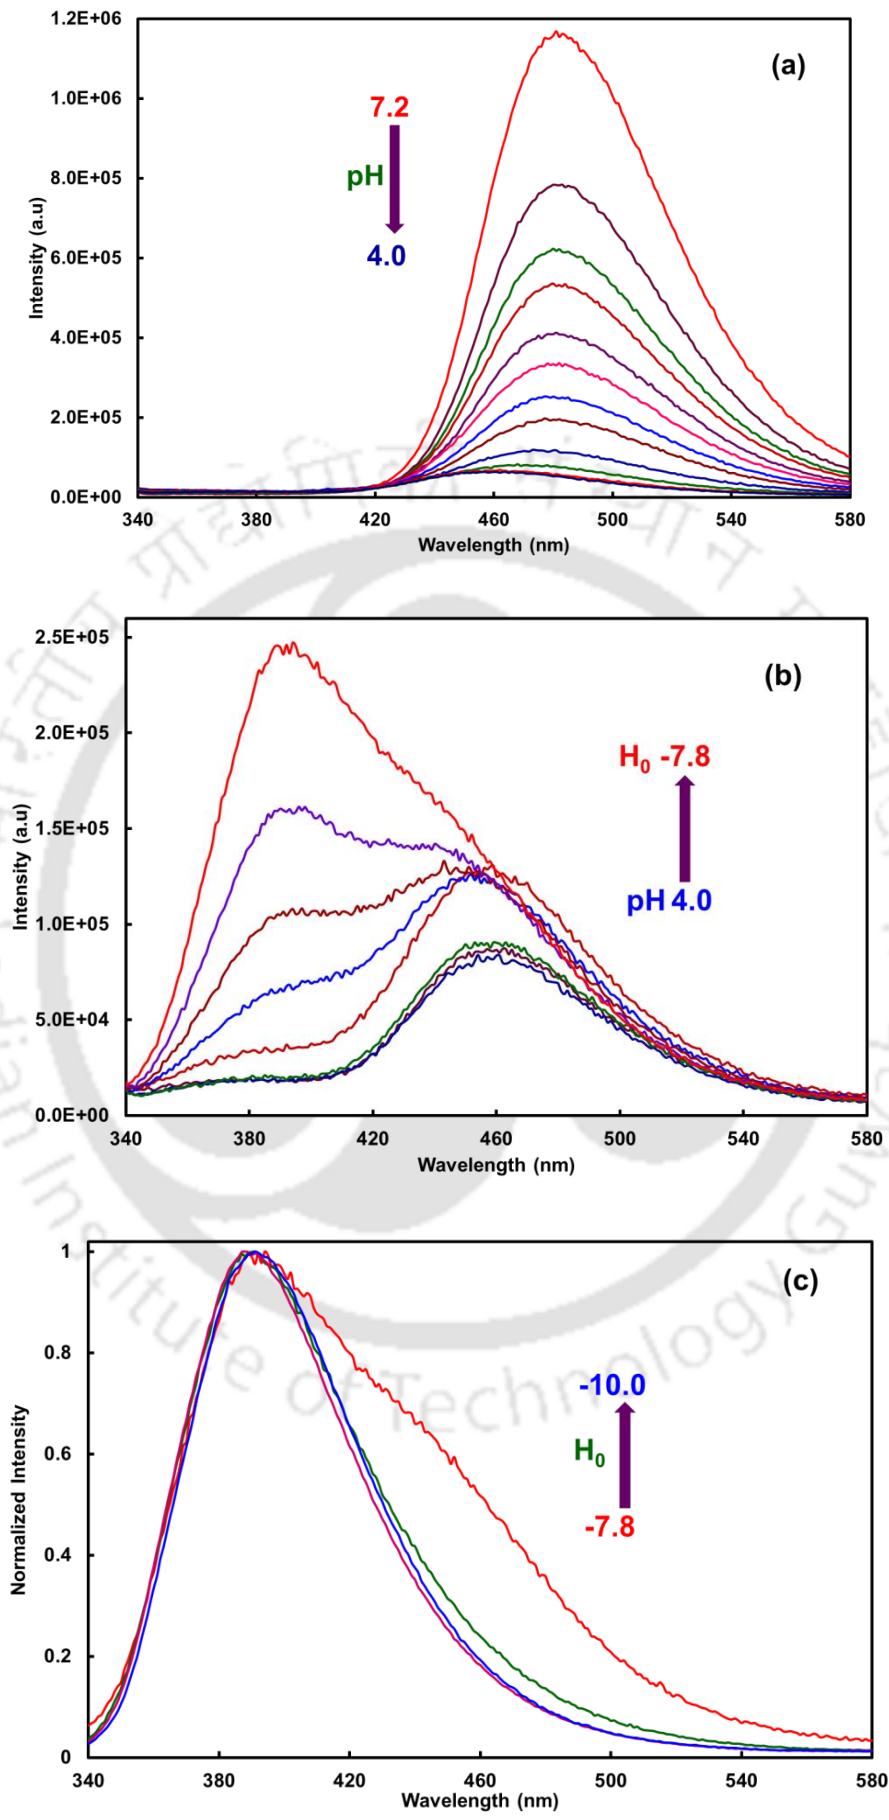 1.2E+06
1.0E+06
8.0E+05
6.0E+05
4.0E+05
2.0E+05
0.0E+00
Intensity (a.u)
(a)
7.2
pH
4.0
340 380 420 460 500 540 580
Wavelength (nm)
2.5E+05
2.0E+05
1.5E+05
1.0E+05
5.0E+04
0.0E+00
Intensity (a.u)
(b)
H₀ -7.8
pH 4.0
340 380 420 460 500 540 580
Wavelength (nm)
1
0.8
0.6
0.4
0.2
0
Normalized Intensity
(c)
-10.0
H₀
-7.8
340 380 420 460 500 540 580
Wavelength (nm)
Institute of Technology